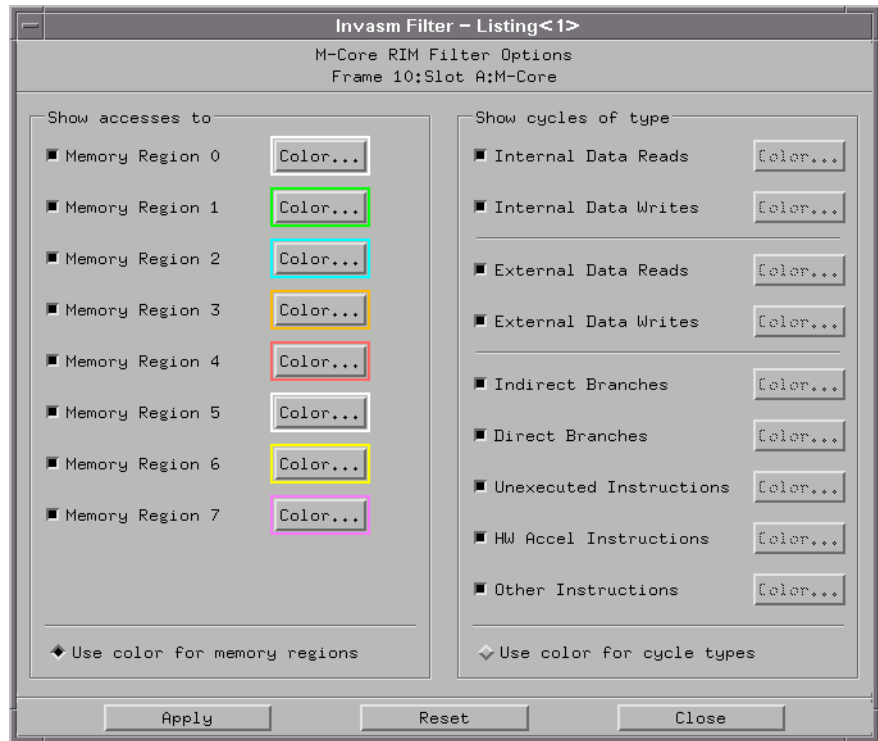 Invasm Filter – Listing<1>
M-Core RIM Filter Options
Frame 10:Slot A:M-Core
Show accesses to
Memory Region 0 Color...
Memory Region 1 Color...
Memory Region 2 Color...
Memory Region 3 Color...
Memory Region 4 Color...
Memory Region 5 Color...
Memory Region 6 Color...
Memory Region 7 Color...
Use color for memory regions
Show cycles of type
Internal Data Reads Color...
Internal Data Writes Color...
External Data Reads Color...
External Data Writes Color...
Indirect Branches Color...
Direct Branches Color...
Unexecuted Instructions Color...
HW Accel Instructions Color...
Other Instructions Color...
Use color for cycle types
Apply Reset Close